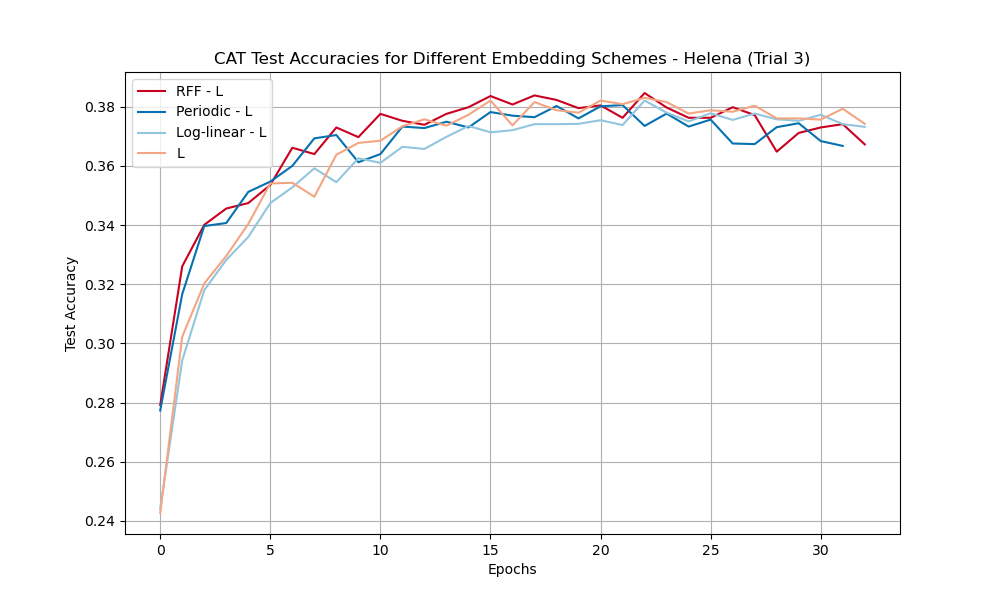 CAT Test Accuracies for Different Embedding Schemes - Helena (Trial 3)
RFF - L
Periodic - L
Log-linear - L
L
Test Accuracy
0.38
0.36
0.34
0.32
0.30
0.28
0.26
0.24
0 5 10 15 20 25 30
Epochs